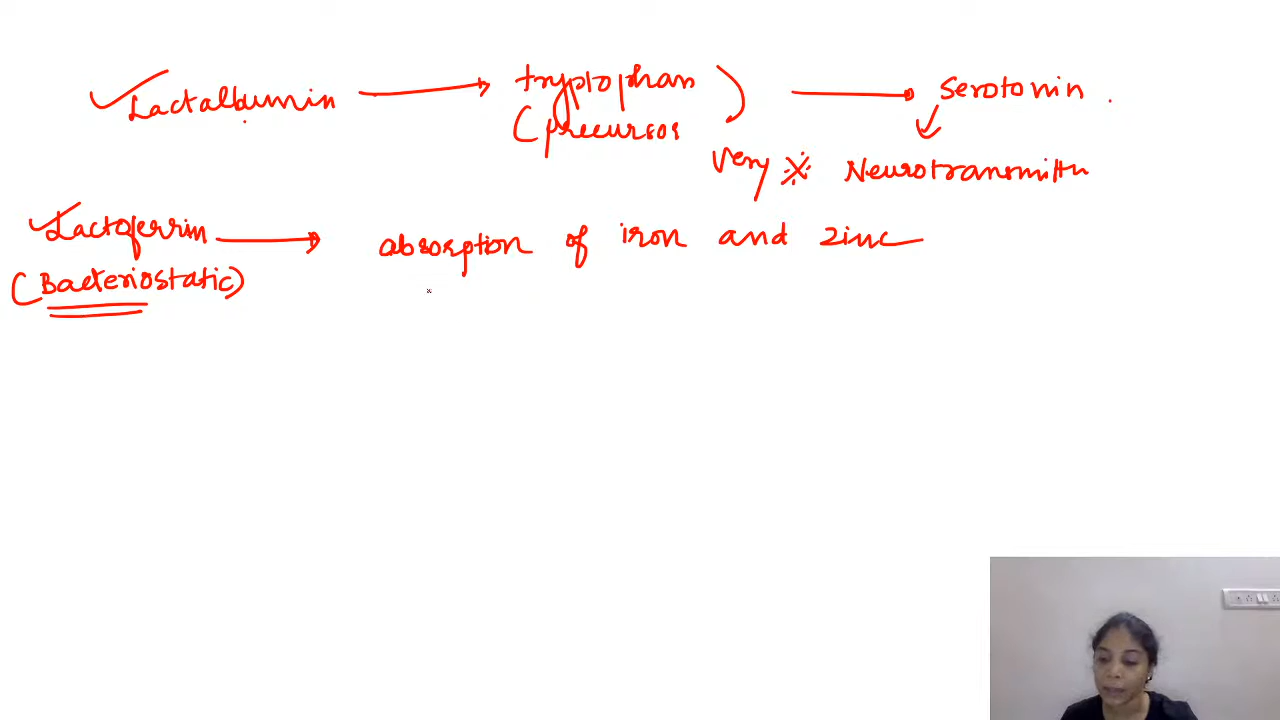 Lactalbumin → tryptophan → Serotonin
(precursor)
Very ※ Neurotransmitter
Lactoferrin → absorption of iron and zinc
(Bacteriostatic)